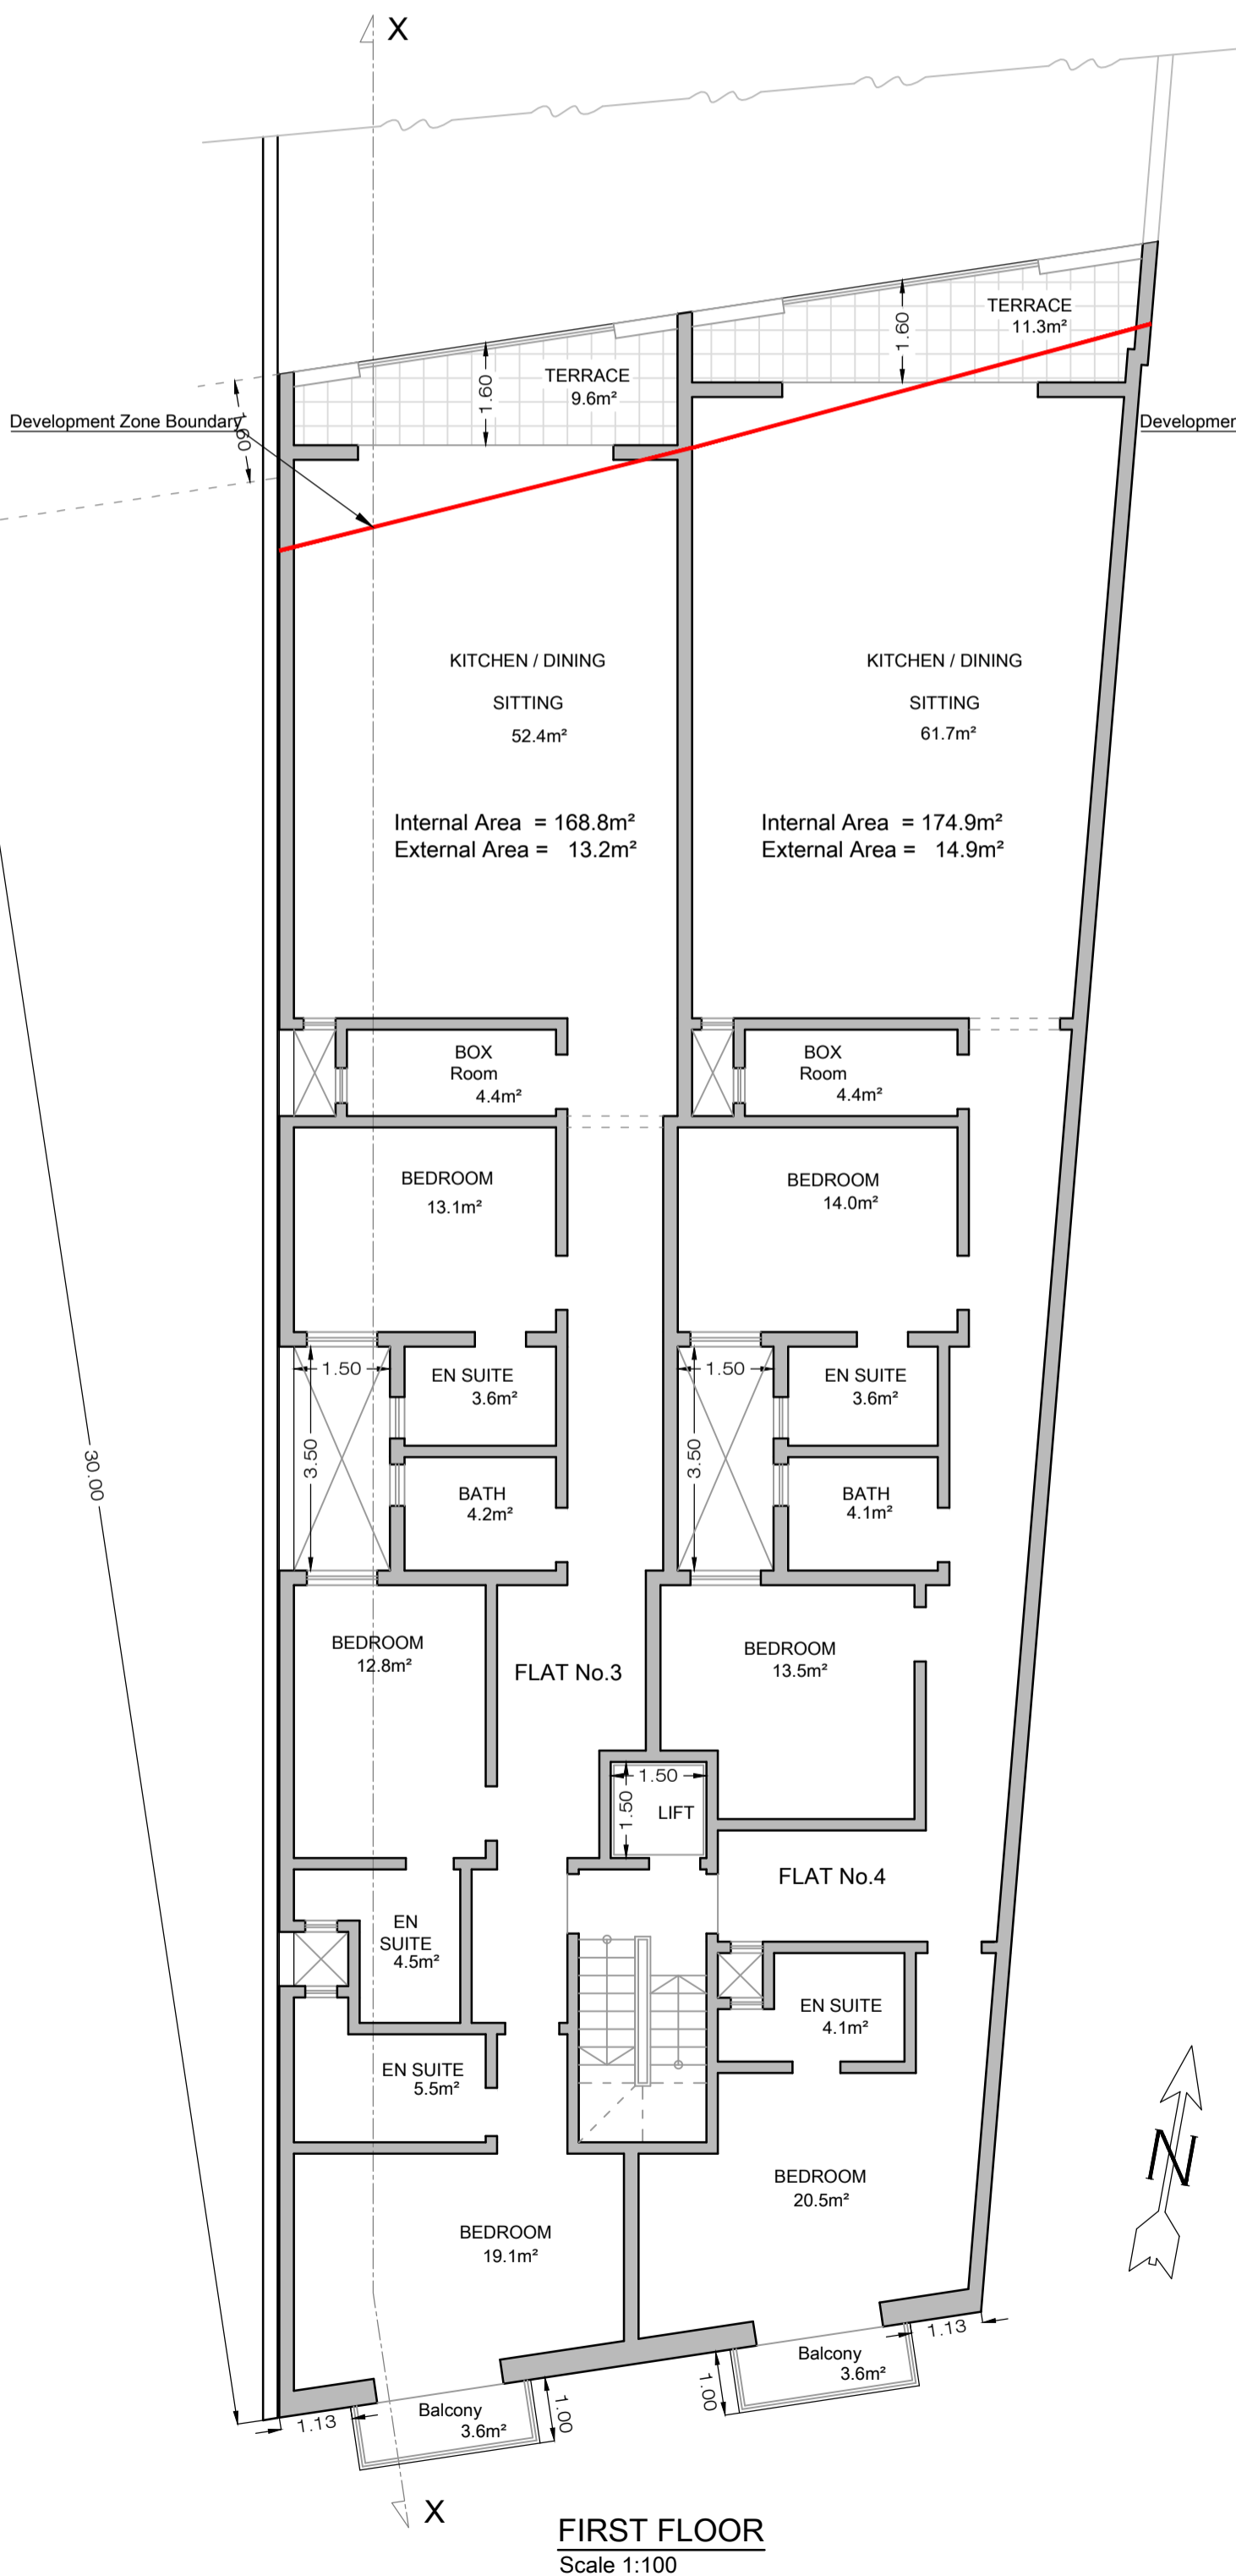 X
TERRACE
11.3m²
1.60
TERRACE
9.6m²
1.60
Development Zone Boundary
1.60
Developmen
KITCHEN / DINING
SITTING
52.4m²
KITCHEN / DINING
SITTING
61.7m²
Internal Area = 168.8m²
External Area = 13.2m²
Internal Area = 174.9m²
External Area = 14.9m²
BOX
Room
4.4m²
BOX
Room
4.4m²
BEDROOM
13.1m²
BEDROOM
14.0m²
1.50
EN SUITE
3.6m²
1.50
EN SUITE
3.6m²
3.50
3.50
30.00
BATH
4.2m²
BATH
4.1m²
BEDROOM
12.8m²
FLAT No.3
BEDROOM
13.5m²
1.50
1.50
LIFT
FLAT No.4
EN
SUITE
4.5m²
EN SUITE
4.1m²
EN SUITE
5.5m²
N
BEDROOM
20.5m²
BEDROOM
19.1m²
1.13
Balcony
3.6m²
1.00
Balcony
3.6m²
1.00
1.13
X
FIRST FLOOR
Scale 1:100